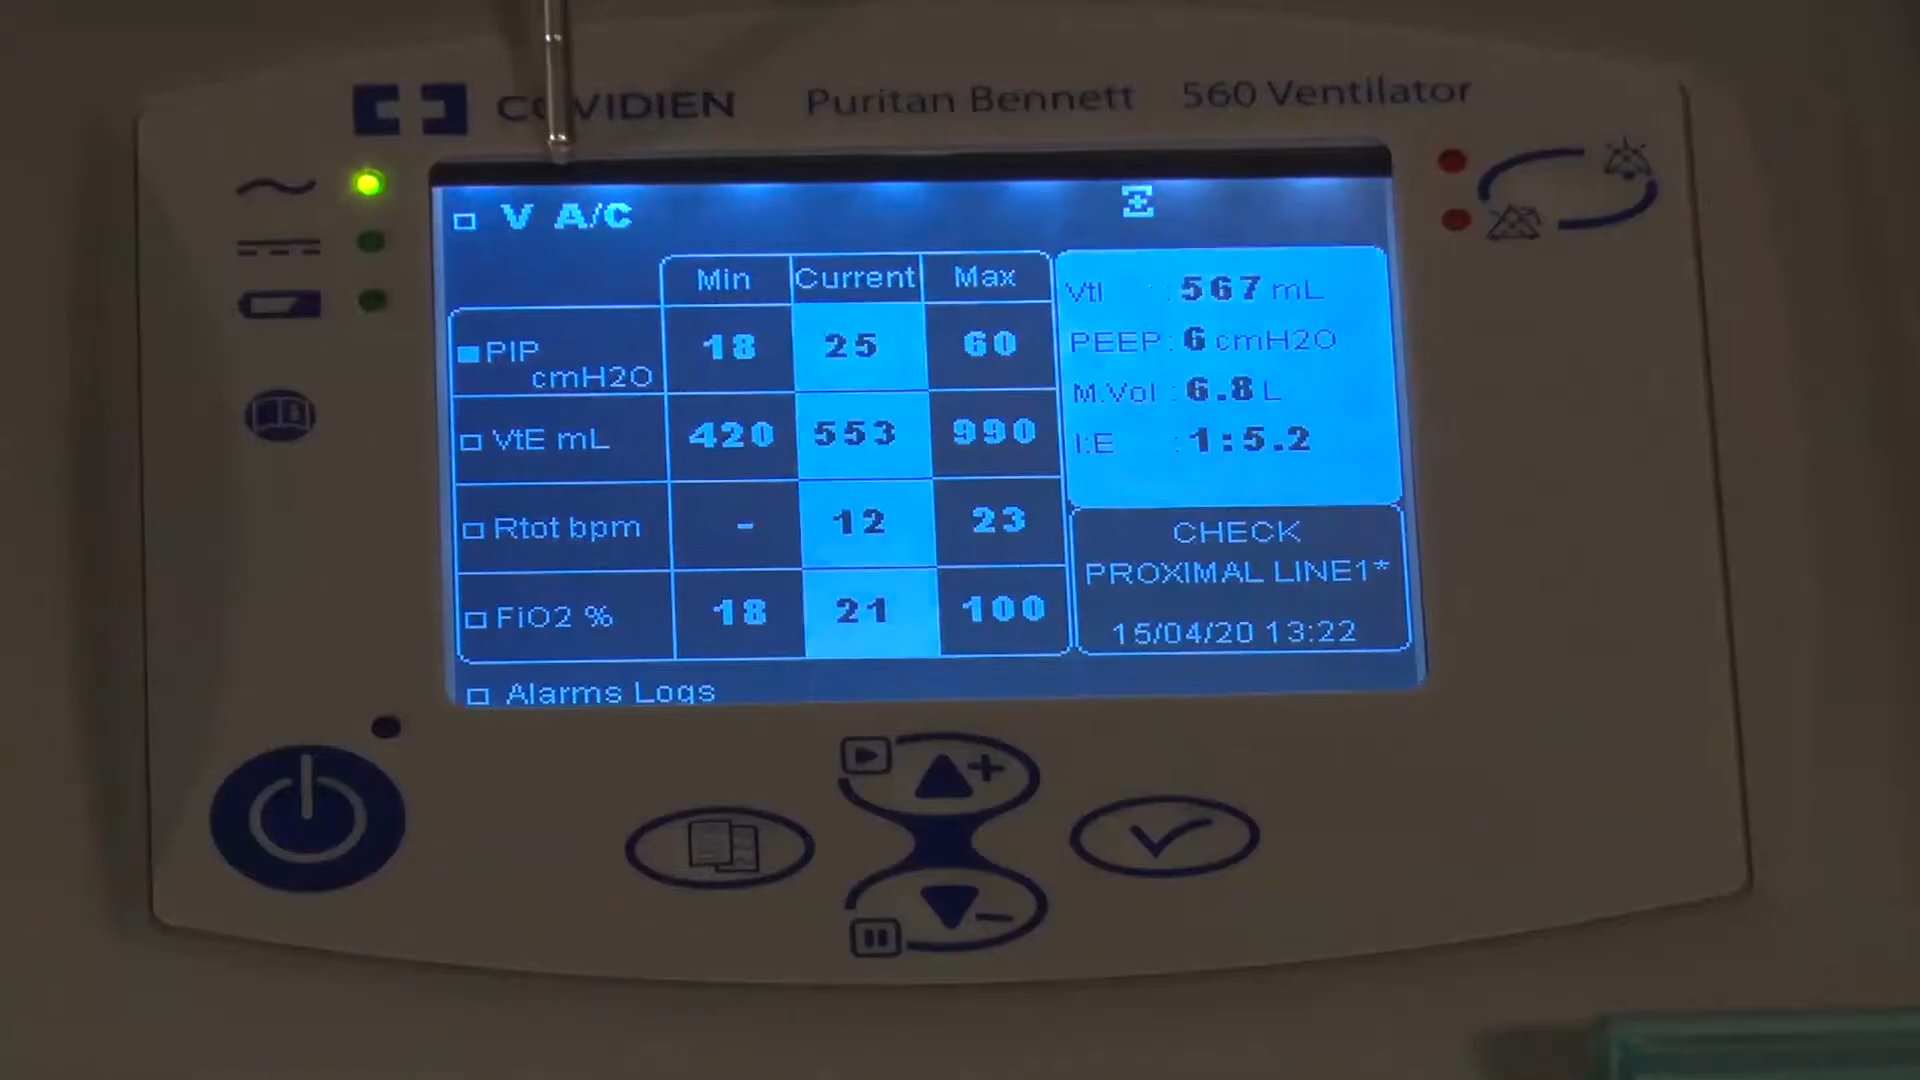 COVIDIEN Puritan Bennett 560 Ventilator
V A/C
Min Current Max
PIP cmH2O 18 25 60
VtE mL 420 553 990
Rtot bpm - 12 23
FiO2 % 18 21 100
Alarms Logs
VtI : 567 mL
PEEP: 6 cmH2O
M.Vol : 6.8 L
I:E : 1:5.2
CHECK
PROXIMAL LINE1*
15/04/20 13:22